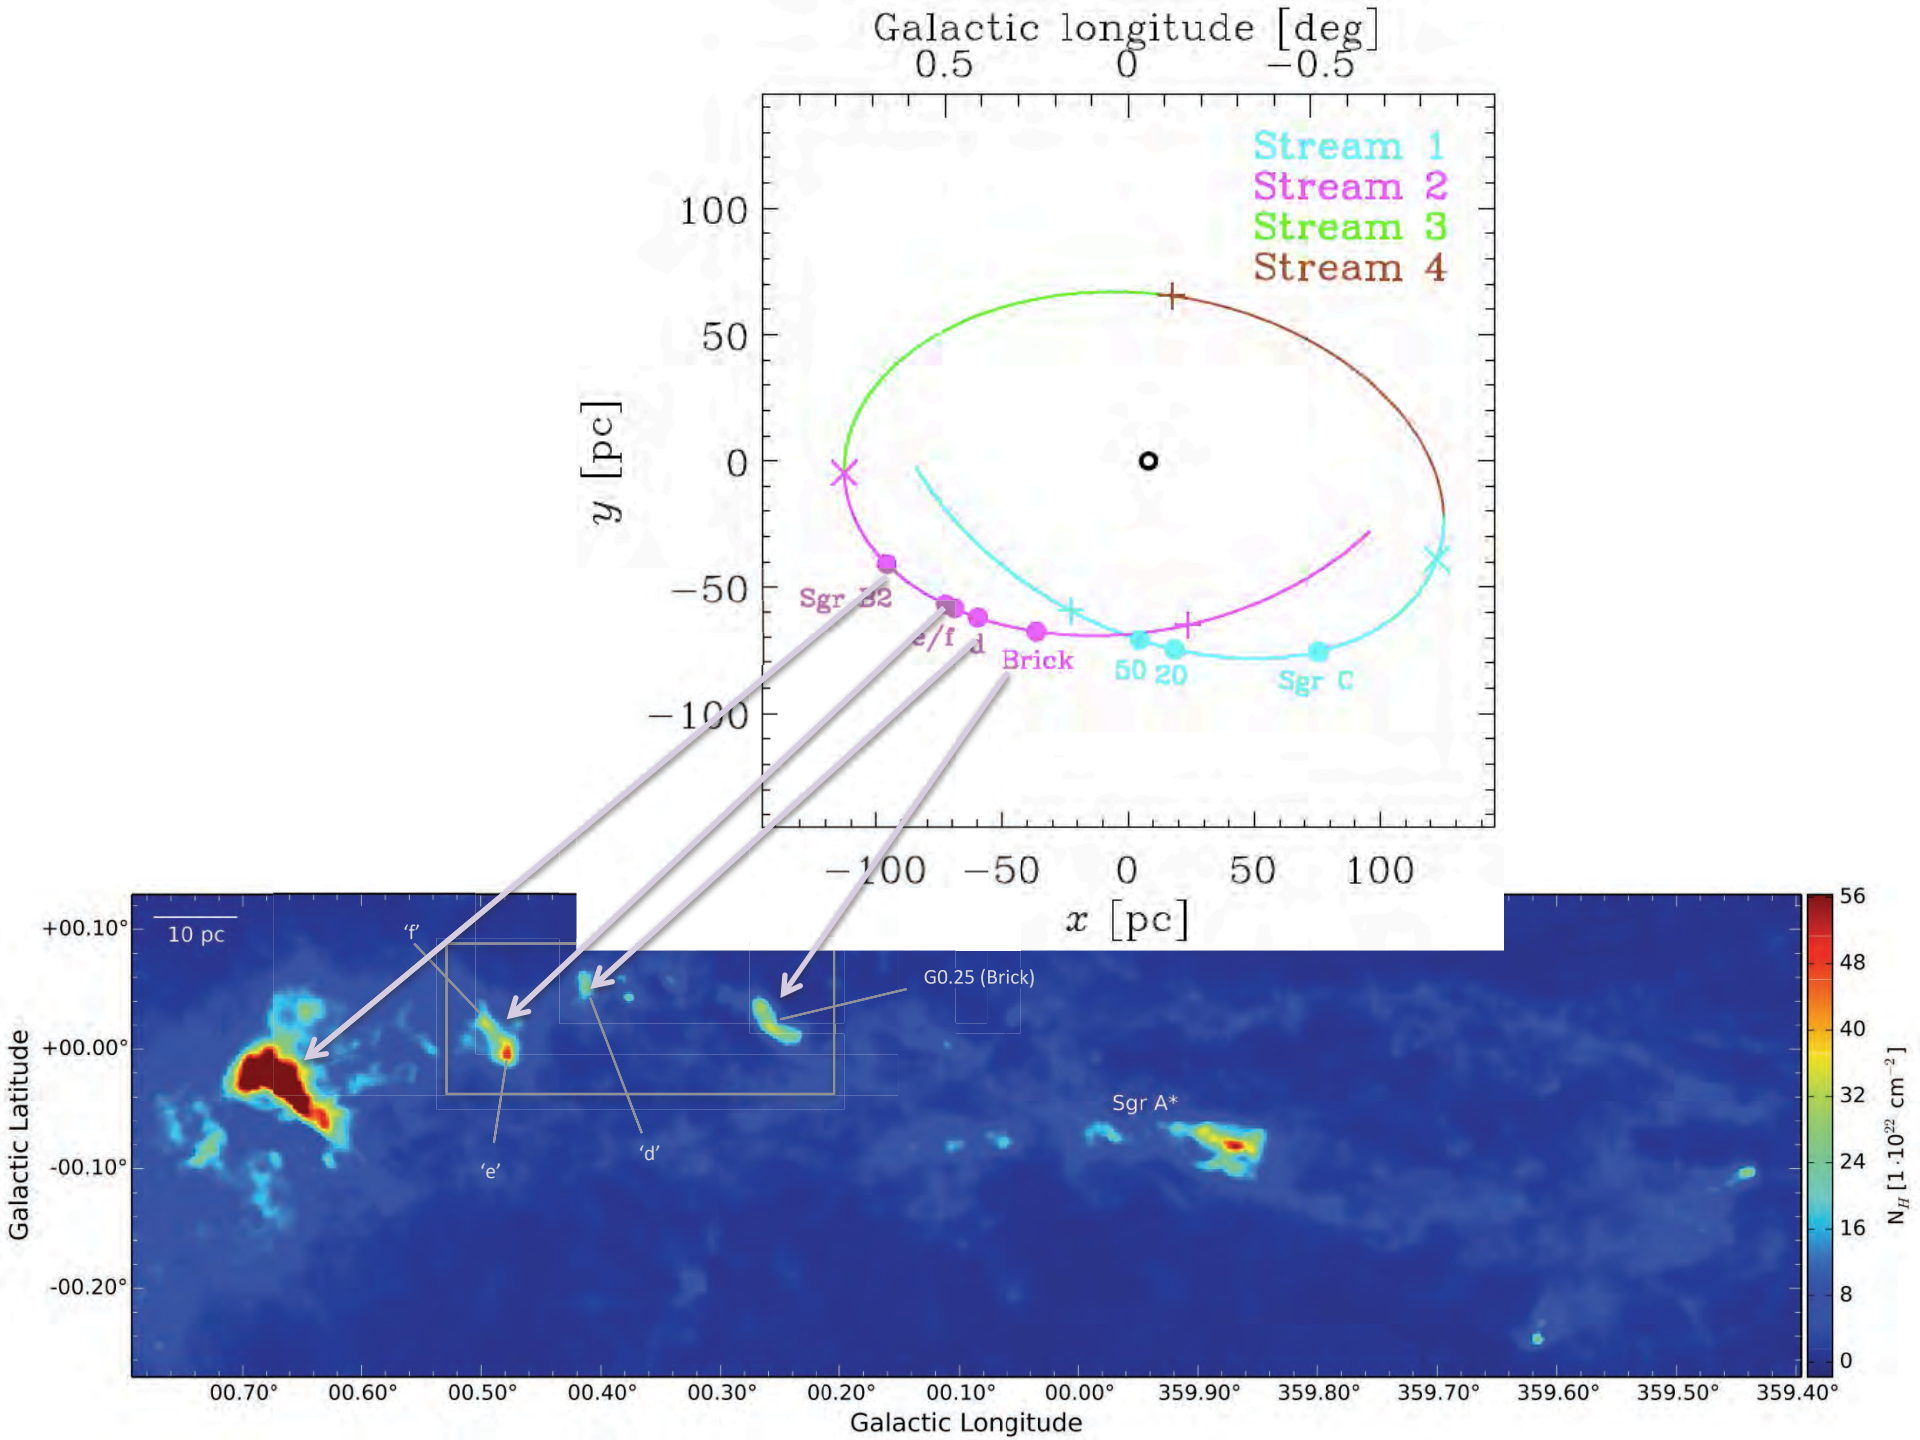 Galactic longitude [deg]
0.5 0 −0.5
Stream 1
Stream 2
Stream 3
Stream 4
100
50
0
−50
−100
y [pc]
Sgr B2
e/f d
Brick
50 20
Sgr C
−100 −50 0 50 100
x [pc]
+00.10°
+00.00°
-00.10°
-00.20°
Galactic Latitude
10 pc
'f'
G0.25 (Brick)
Sgr A*
'd'
'e'
00.70° 00.60° 00.50° 00.40° 00.30° 00.20° 00.10° 00.00° 359.90° 359.80° 359.70° 359.60° 359.50° 359.40°
Galactic Longitude
56
48
40
32
24
16
8
0
N_H [1·10²² cm⁻²]